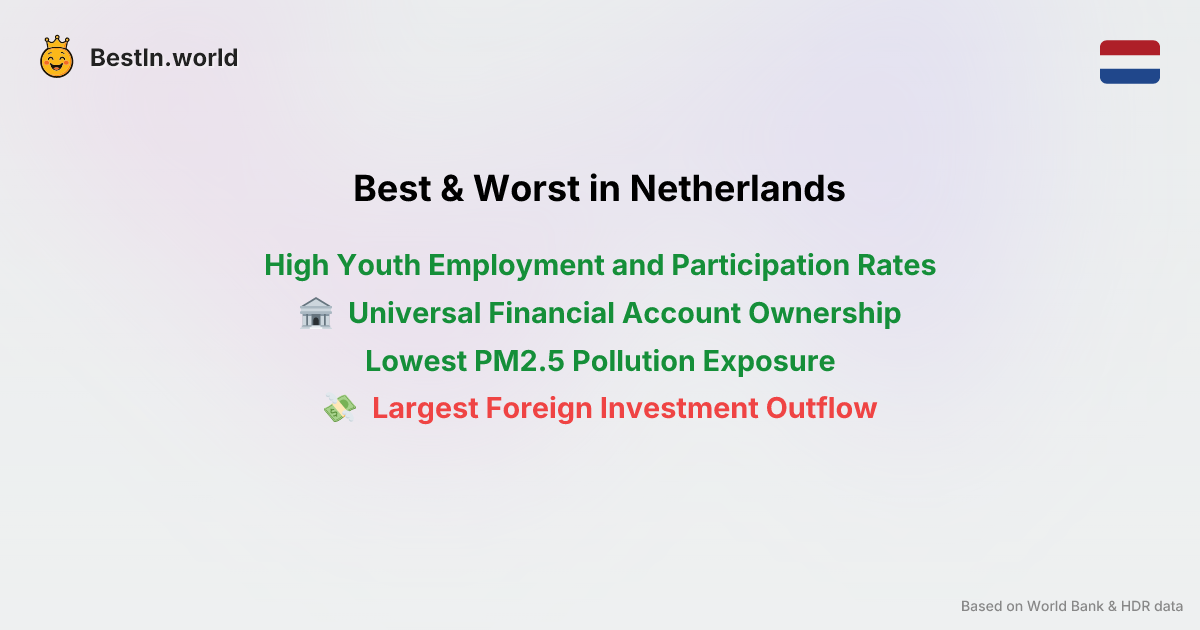 BestIn.world
Best & Worst in Netherlands
High Youth Employment and Participation Rates
🏛️ Universal Financial Account Ownership
Lowest PM2.5 Pollution Exposure
💸 Largest Foreign Investment Outflow
Based on World Bank & HDR data